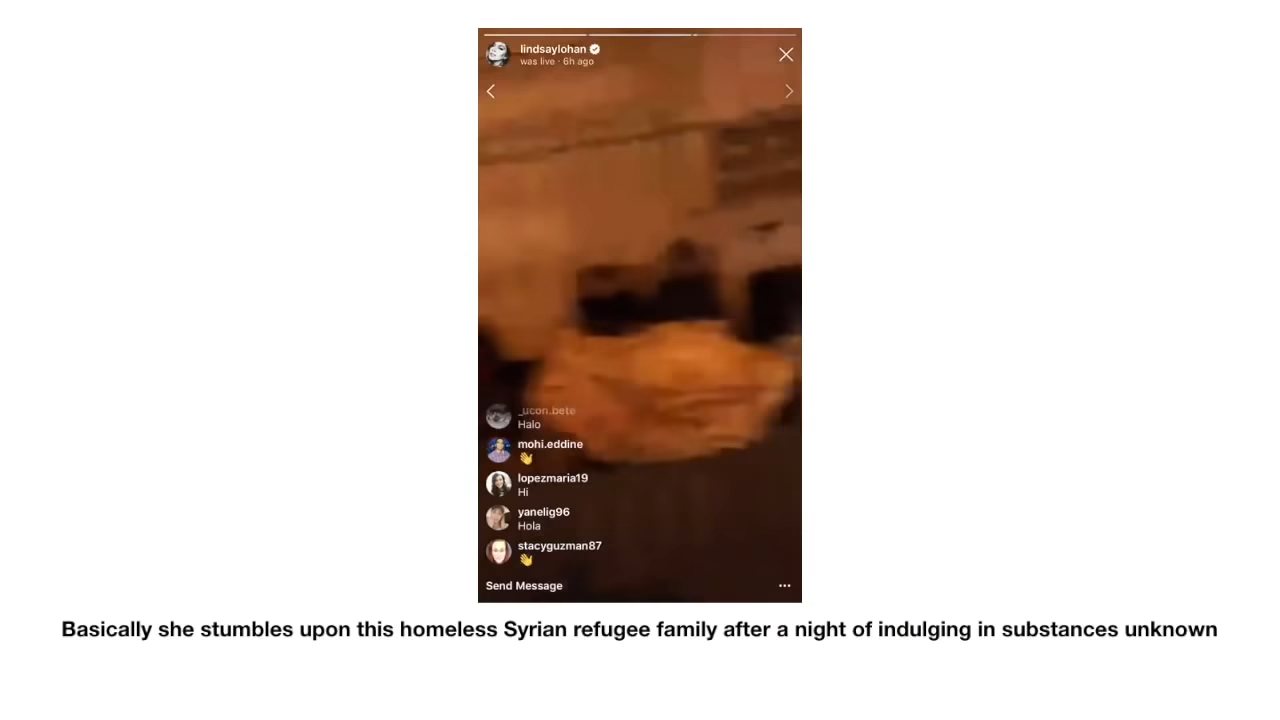 lindsaylohan
was live · 6h ago
_ucon.bete
Halo
mohi.eddine
👋
lopezmaria19
Hi
yanelig96
Hola
stacyguzman87
👋
Send Message
Basically she stumbles upon this homeless Syrian refugee family after a night of indulging in substances unknown